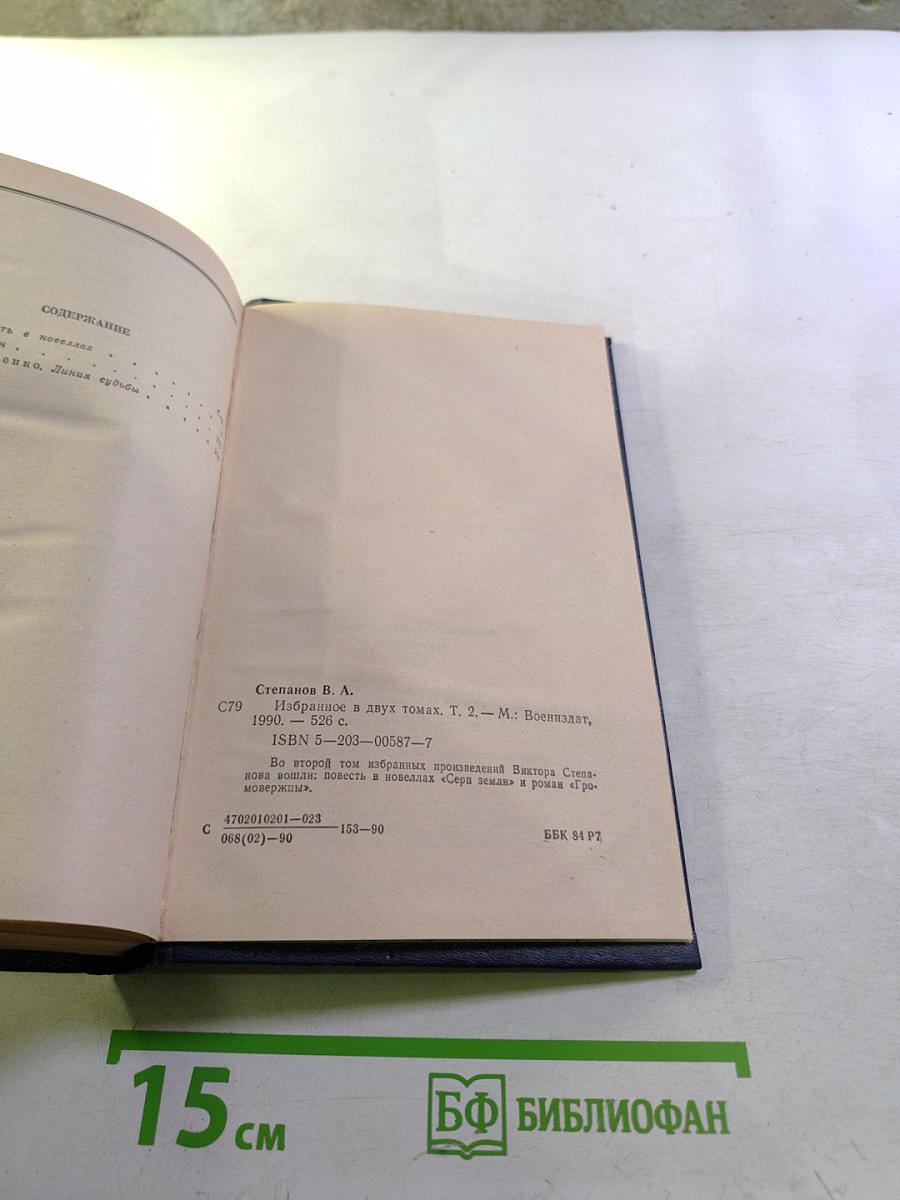 СОДЕРЖАНИЕ
ть в новеллах . .
н . . . . . .
енко. Линия судьбы . .
Степанов В. А.
С79 Избранное в двух томах. Т. 2.— М.: Воениздат,
1990. — 526 с.
ISBN 5—203—00587—7
Во второй том избранных произведений Виктора Степа-
нова вошли: повесть в новеллах «Серп земли» и роман «Гро-
мовержцы».
С 4702010201—023
068(02)—90 153—90
ББК 84 Р7
15 см
БФ БИБЛИОФАН